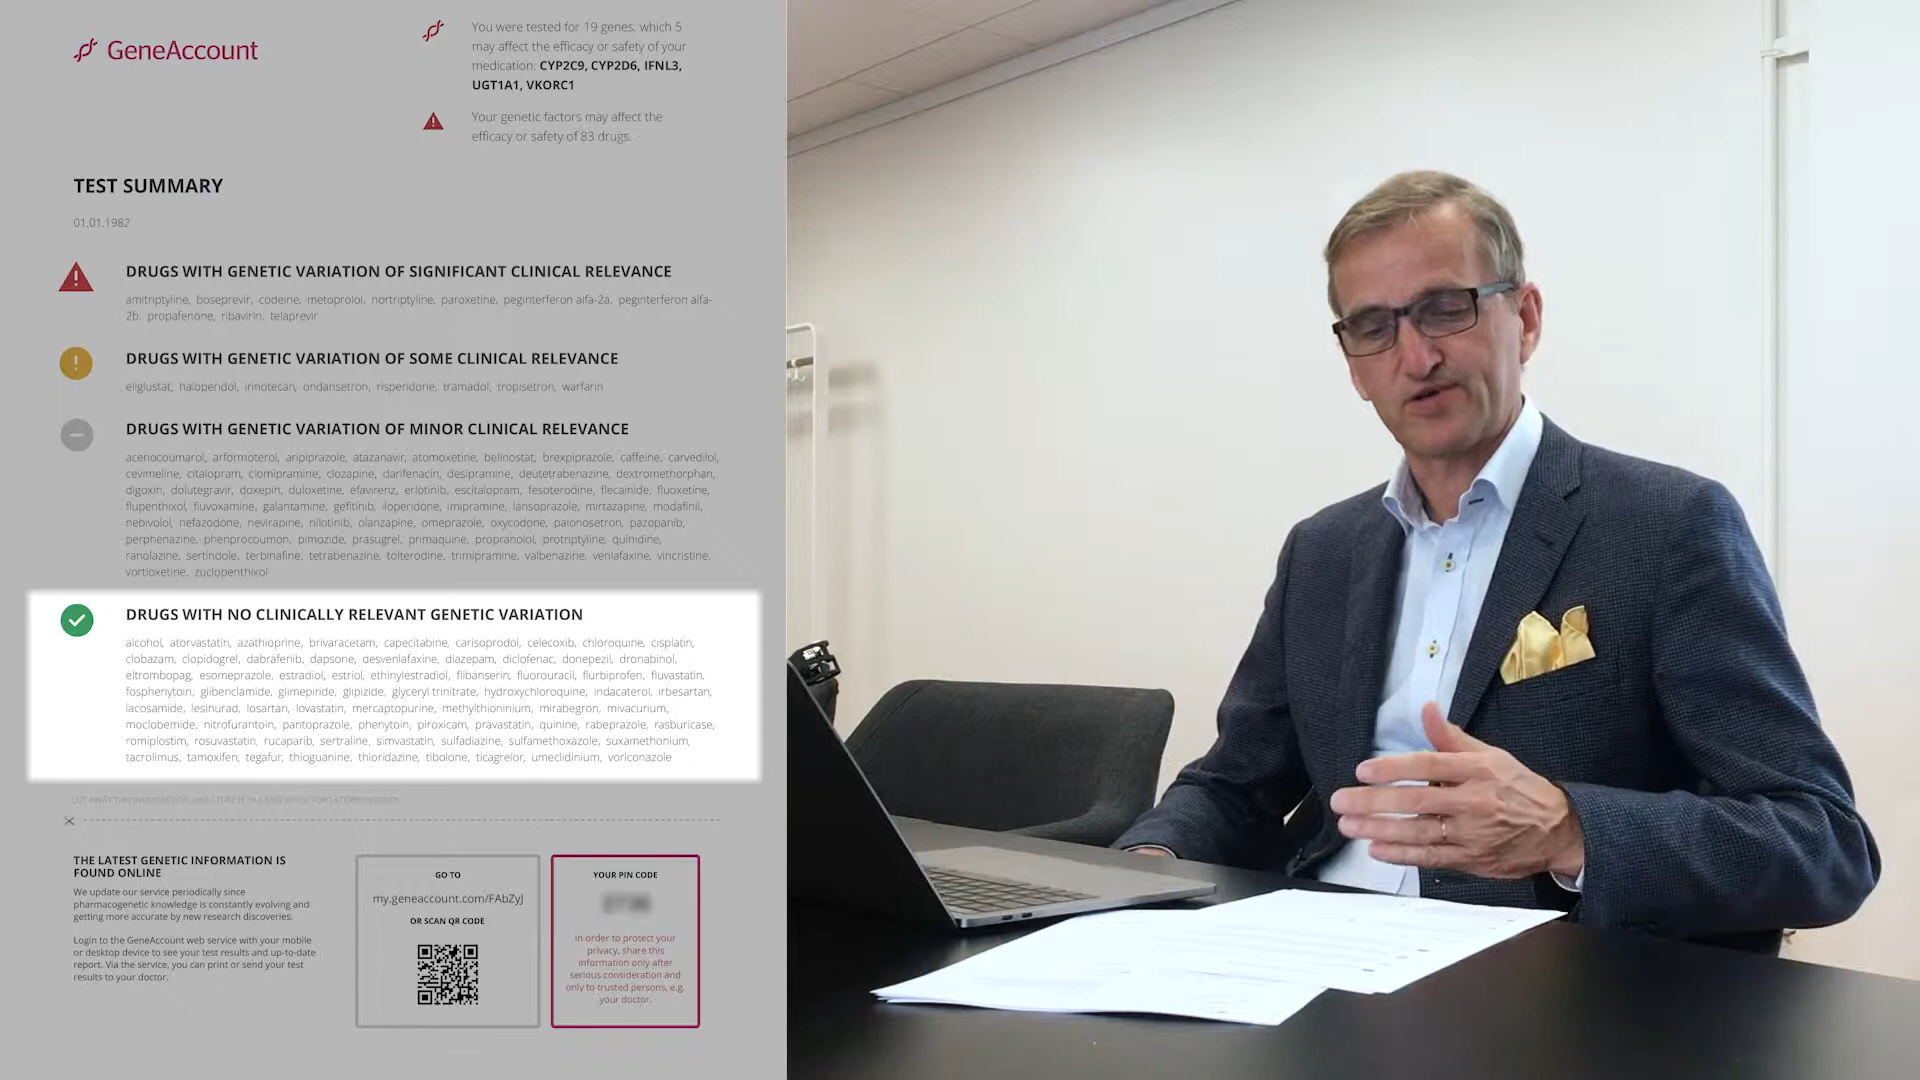 GeneAccount
You were tested for 19 genes, which 5
may affect the efficacy or safety of your
medication: CYP2C9, CYP2D6, IFNL3,
UGT1A1, VKORC1
Your genetic factors may affect the
efficacy or safety of 83 drugs.
TEST SUMMARY
01.01.1982
DRUGS WITH GENETIC VARIATION OF SIGNIFICANT CLINICAL RELEVANCE
amitriptyline, boseprevir, codeine, metoprolol, nortriptyline, paroxetine, peginterferon alfa-2a, peginterferon alfa-
2b, propafenone, ribavirin, telaprevir
DRUGS WITH GENETIC VARIATION OF SOME CLINICAL RELEVANCE
eliglustat, haloperidol, irinotecan, ondansetron, risperidone, tramadol, tropisetron, warfarin
DRUGS WITH GENETIC VARIATION OF MINOR CLINICAL RELEVANCE
acenocoumarol, arformoterol, aripiprazole, atazanavir, atomoxetine, belinostat, brexpiprazole, caffeine, carvedilol,
cevimeline, citalopram, clomipramine, clozapine, darifenacin, desipramine, deutetrabenazine, dextromethorphan,
digoxin, dolutegravir, doxepin, duloxetine, efavirenz, erlotinib, escitalopram, fesoterodine, flecainide, fluoxetine,
flupenthixol, fluvoxamine, galantamine, gefitinib, iloperidone, imipramine, lansoprazole, mirtazapine, modafinil,
nebivolol, nefazodone, nevirapine, nilotinib, olanzapine, omeprazole, oxycodone, palonosetron, pazopanib,
perphenazine, phenprocoumon, pimozide, prasugrel, primaquine, propranolol, protriptyline, quinidine,
ranolazine, sertindole, terbinafine, tetrabenazine, tolterodine, trimipramine, valbenazine, venlafaxine, vincristine,
vortioxetine, zuclopenthixol
DRUGS WITH NO CLINICALLY RELEVANT GENETIC VARIATION
alcohol, atorvastatin, azathioprine, brivaracetam, capecitabine, carisoprodol, celecoxib, chloroquine, cisplatin,
clobazam, clopidogrel, dabrafenib, dapsone, desvenlafaxine, diazepam, diclofenac, donepezil, dronabinol,
eltrombopag, esomeprazole, estradiol, estriol, ethinylestradiol, flibanserin, fluorouracil, flurbiprofen, fluvastatin,
fosphenytoin, glibenclamide, glimepiride, glipizide, glyceryl trinitrate, hydroxychloroquine, indacaterol, irbesartan,
lacosamide, lesinurad, losartan, lovastatin, mercaptopurine, methylthioninium, mirabegron, mivacurium,
moclobemide, nitrofurantoin, pantoprazole, phenytoin, piroxicam, pravastatin, quinine, rabeprazole, rasburicase,
romiplostim, rosuvastatin, rucaparib, sertraline, simvastatin, sulfadiazine, sulfamethoxazole, suxamethonium,
tacrolimus, tamoxifen, tegafur, thioguanine, thioridazine, tibolone, ticagrelor, umeclidinium, voriconazole
THE LATEST GENETIC INFORMATION IS
FOUND ONLINE
We update our service periodically since
pharmacogenetic knowledge is constantly evolving and
getting more accurate by new research discoveries.
Login to the GeneAccount web service with your mobile
or desktop device to see your test results and up-to-date
report. Via the service, you can print or send your test
results to your doctor.
GO TO
my.geneaccount.com/FAbZyJ
OR SCAN QR CODE
YOUR PIN CODE
In order to protect your
privacy, share this
information only after
serious consideration and
only to trusted persons, e.g.
your doctor.